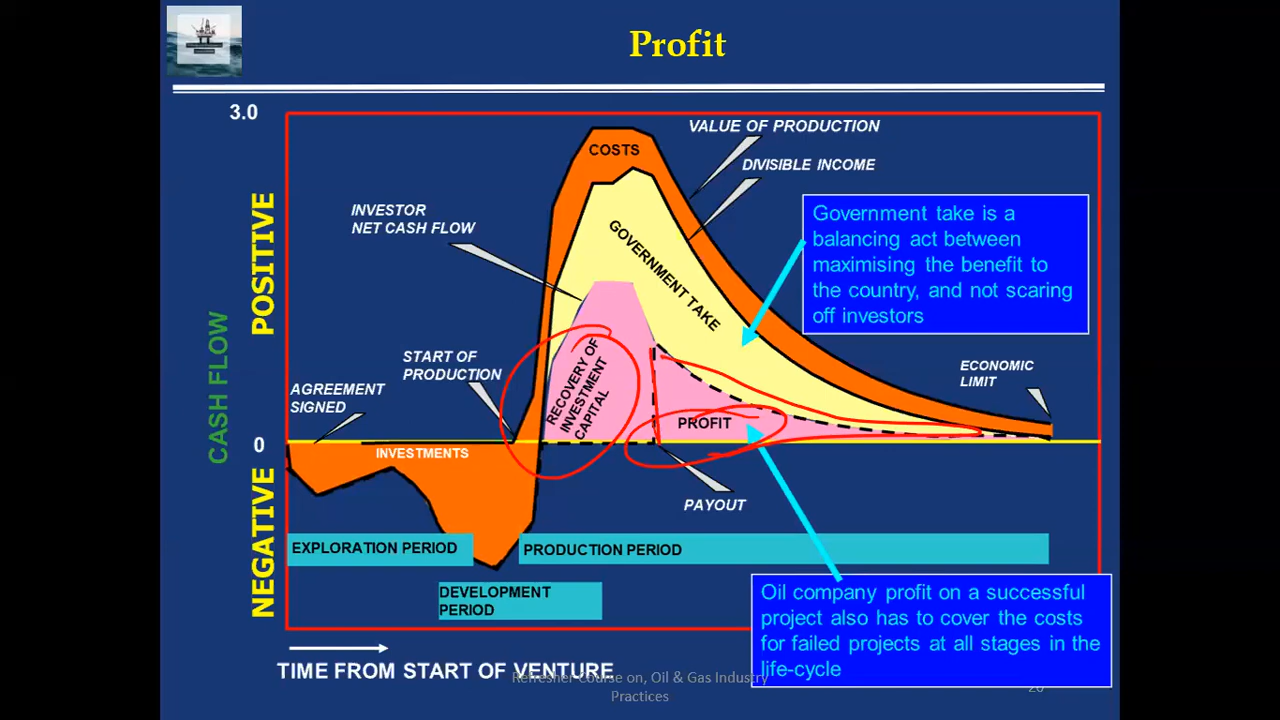 Profit
3.0
VALUE OF PRODUCTION
COSTS
DIVISIBLE INCOME
INVESTOR
NET CASH FLOW
GOVERNMENT TAKE
Government take is a
balancing act between
maximising the benefit to
the country, and not scaring
off investors
POSITIVE
CASH FLOW
START OF
PRODUCTION
RECOVERY OF
INVESTMENT
CAPITAL
ECONOMIC
LIMIT
AGREEMENT
SIGNED
PROFIT
0
INVESTMENTS
NEGATIVE
PAYOUT
EXPLORATION PERIOD
PRODUCTION PERIOD
DEVELOPMENT
PERIOD
Oil company profit on a successful
project also has to cover the costs
for failed projects at all stages in the
life-cycle
TIME FROM START OF VENTURE
Refresher Course on, Oil & Gas Industry
Practices